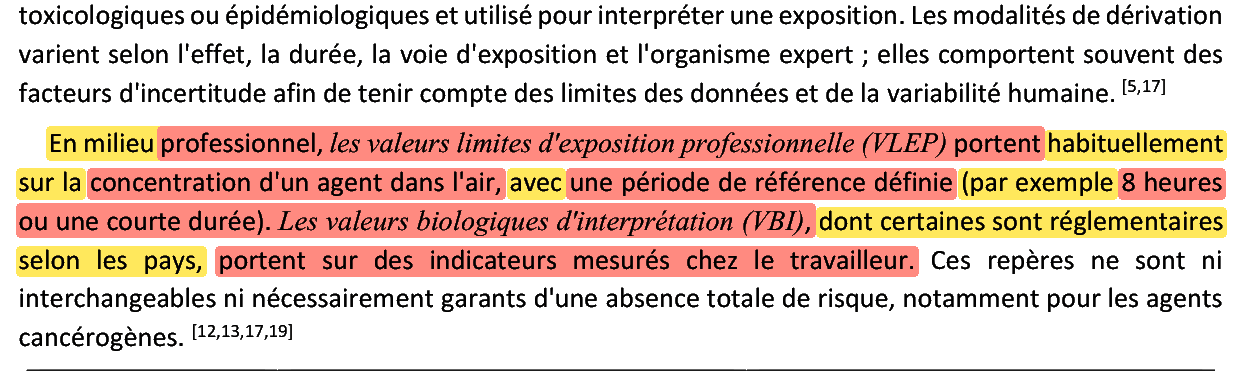 toxicologiques ou épidémiologiques et utilisé pour interpréter une exposition. Les modalités de dérivation
varient selon l'effet, la durée, la voie d'exposition et l'organisme expert ; elles comportent souvent des
facteurs d'incertitude afin de tenir compte des limites des données et de la variabilité humaine. [5,17]
En milieu professionnel, les valeurs limites d'exposition professionnelle (VLEP) portent habituellement
sur la concentration d'un agent dans l'air, avec une période de référence définie (par exemple 8 heures
ou une courte durée). Les valeurs biologiques d'interprétation (VBI), dont certaines sont réglementaires
selon les pays, portent sur des indicateurs mesurés chez le travailleur. Ces repères ne sont ni
interchangeables ni nécessairement garants d'une absence totale de risque, notamment pour les agents
cancérogènes. [12,13,17,19]